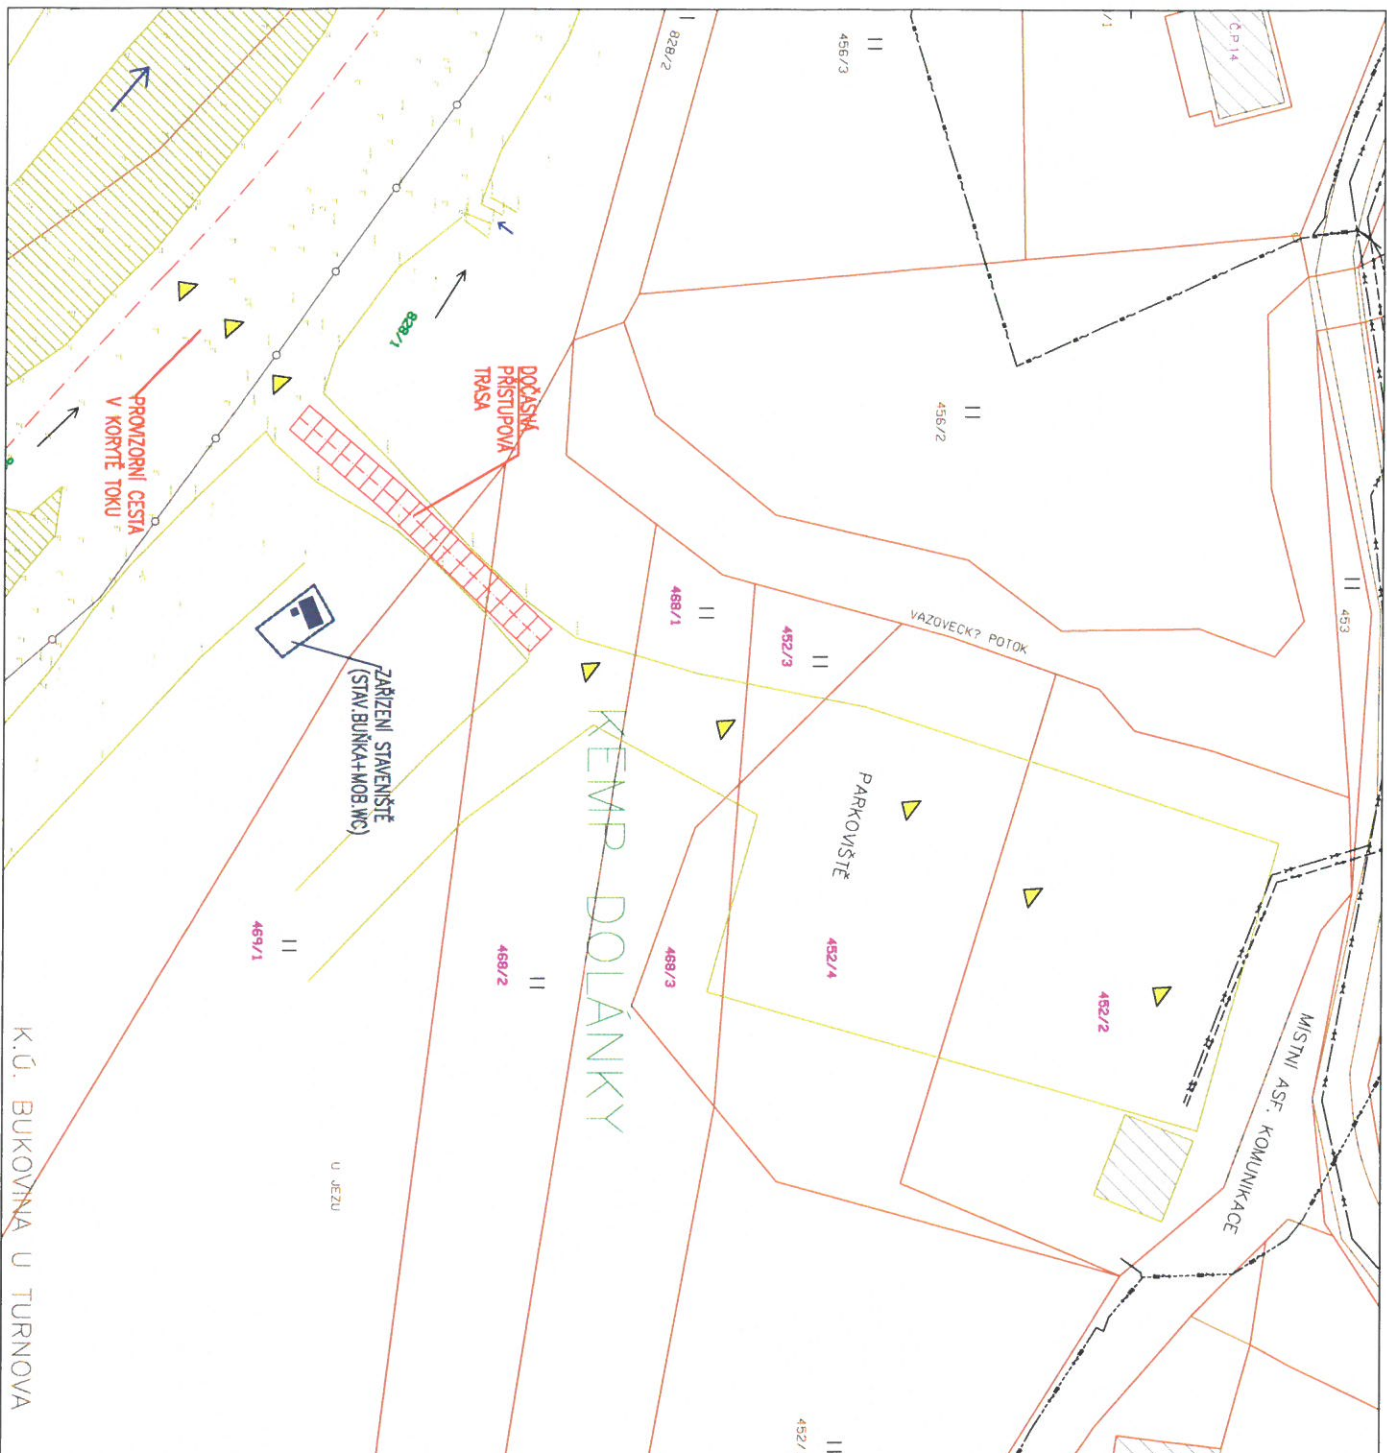 Č.P.14
828/2
456/3
828/1
456/2
453
DOČASNÁ
PŘÍSTUPOVÁ
TRASA
PROVIZORNÍ CESTA
V KORYTĚ TOKU
VAZOVECK? POTOK
468/1
452/3
ZAŘÍZENÍ STAVENIŠTĚ
(STAV.BUŇKA+MOB.WC)
PARKOVIŠTĚ
KEMP DOLÁNKY
452/4
452/2
468/3
468/2
469/1
MÍSTNI ASF. KOMUNIKACE
U JEZU
K.Ú. BUKOVINA U TURNOVA
452/